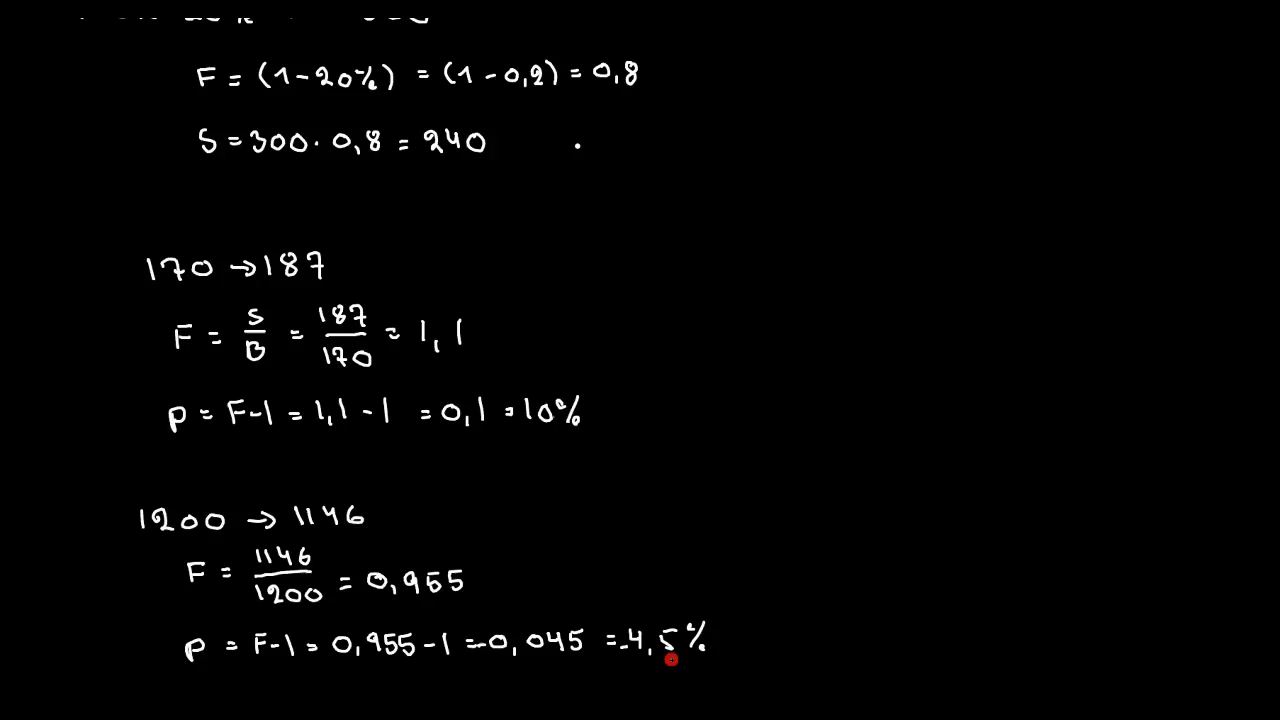 F = (1 - 20%) = (1 - 0,2) = 0,8
S = 300 · 0,8 = 240 .
170 → 187
F = S/B = 187/170 = 1,1
p = F-1 = 1,1 - 1 = 0,1 = 10%
1200 → 1146
F = 1146/1200 = 0,955
p = F-1 = 0,955 - 1 = -0,045 = -4,5%